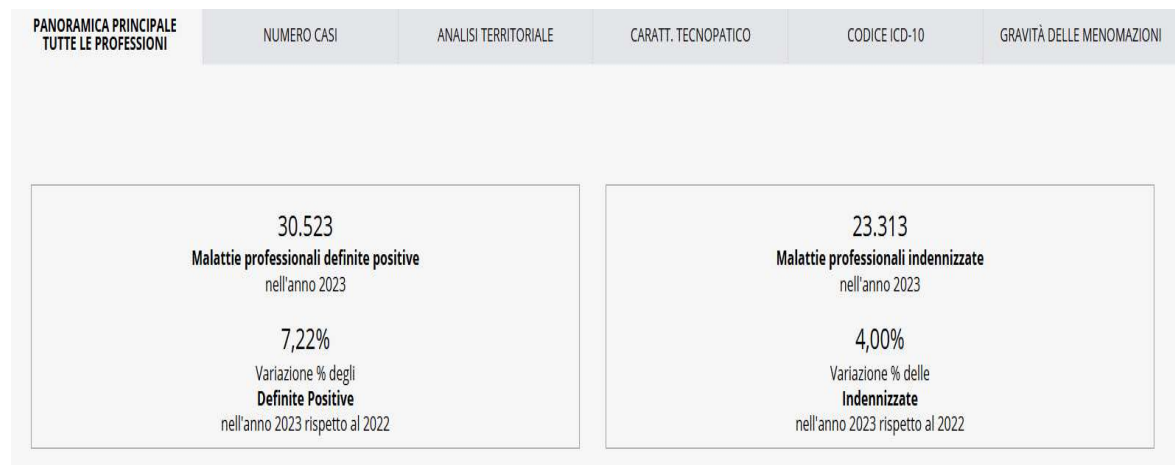 PANORAMICA PRINCIPALE
TUTTE LE PROFESSIONI
NUMERO CASI
ANALISI TERRITORIALE
CARATT. TECNOPATICO
CODICE ICD-10
GRAVITÀ DELLE MENOMAZIONI
30.523
Malattie professionali definite positive
nell'anno 2023
7,22%
Variazione % degli
Definite Positive
nell'anno 2023 rispetto al 2022
23.313
Malattie professionali indennizzate
nell'anno 2023
4,00%
Variazione % delle
Indennizzate
nell'anno 2023 rispetto al 2022